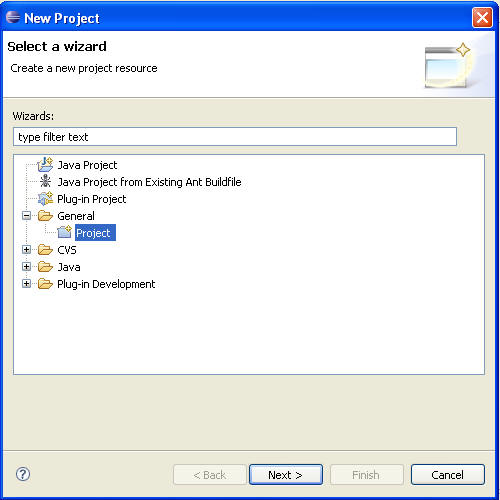 New Project
Select a wizard
Create a new project resource
Wizards:
type filter text
Java Project
Java Project from Existing Ant Buildfile
Plug-in Project
General
Project
CVS
Java
Plug-in Development
?
< Back
Next >
Finish
Cancel